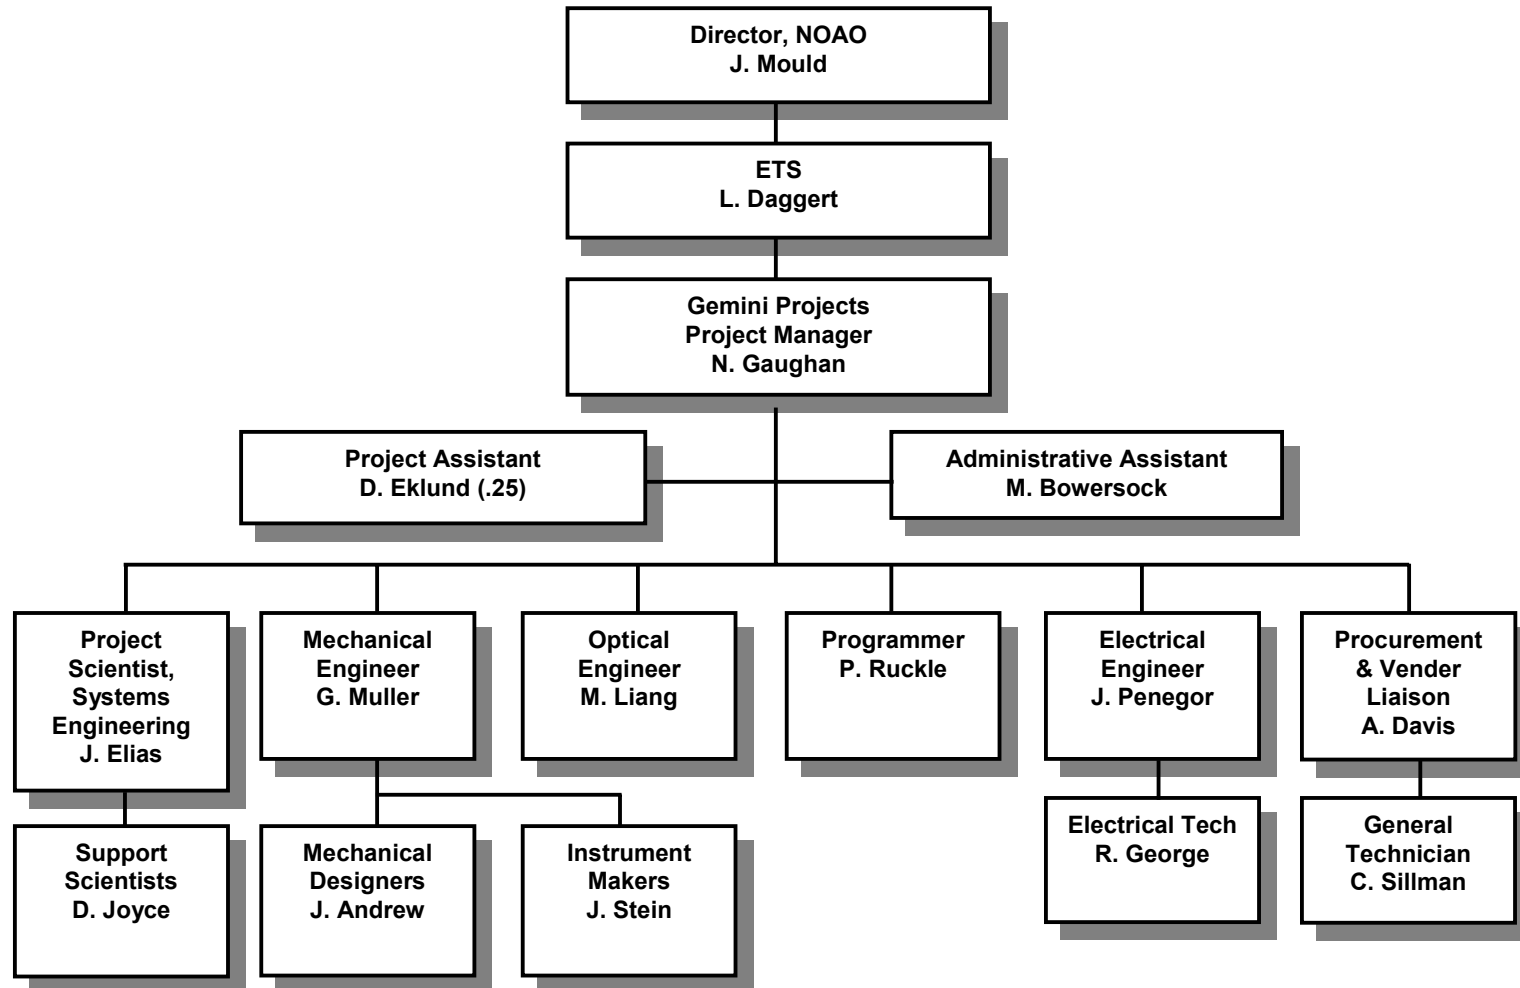 Director, NOAO
J. Mould
ETS
L. Daggert
Gemini Projects
Project Manager
N. Gaughan
Project Assistant
D. Eklund (.25)
Administrative Assistant
M. Bowersock
Project
Scientist,
Systems
Engineering
J. Elias
Mechanical
Engineer
G. Muller
Optical
Engineer
M. Liang
Programmer
P. Ruckle
Electrical
Engineer
J. Penegor
Procurement
& Vender
Liaison
A. Davis
Support
Scientists
D. Joyce
Mechanical
Designers
J. Andrew
Instrument
Makers
J. Stein
Electrical Tech
R. George
General
Technician
C. Sillman